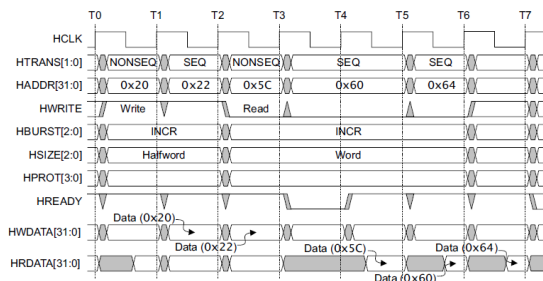 T0 T1 T2 T3 T4 T5 T6 T7
HCLK
HTRANS[1:0] NONSEQ SEQ NONSEQ SEQ SEQ
HADDR[31:0] 0x20 0x22 0x5C 0x60 0x64
HWRITE Write Read
HBURST[2:0] INCR INCR
HSIZE[2:0] Halfword Word
HPROT[3:0]
HREADY
Data (0x20)
HWDATA[31:0]
Data (0x22) Data (0x5C) Data (0x64)
HRDATA[31:0]
Data (0x60)